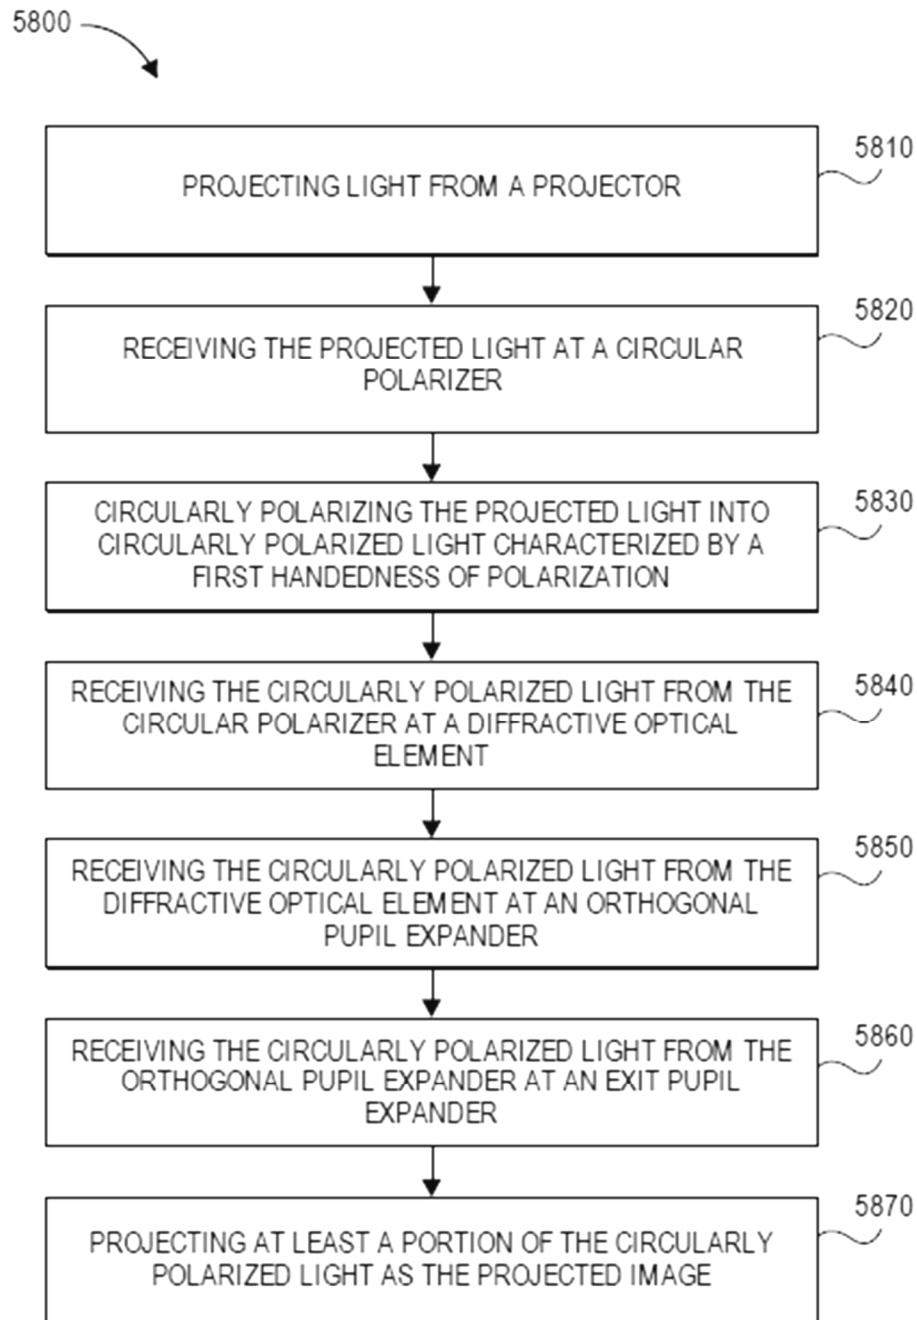 5800
5810
PROJECTING LIGHT FROM A PROJECTOR
5820
RECEIVING THE PROJECTED LIGHT AT A CIRCULAR
POLARIZER
5830
CIRCULARLY POLARIZING THE PROJECTED LIGHT INTO
CIRCULARLY POLARIZED LIGHT CHARACTERIZED BY A
FIRST HANDEDNESS OF POLARIZATION
5840
RECEIVING THE CIRCULARLY POLARIZED LIGHT FROM THE
CIRCULAR POLARIZER AT A DIFFRACTIVE OPTICAL
ELEMENT
5850
RECEIVING THE CIRCULARLY POLARIZED LIGHT FROM THE
DIFFRACTIVE OPTICAL ELEMENT AT AN ORTHOGONAL
PUPIL EXPANDER
5860
RECEIVING THE CIRCULARLY POLARIZED LIGHT FROM THE
ORTHOGONAL PUPIL EXPANDER AT AN EXIT PUPIL
EXPANDER
5870
PROJECTING AT LEAST A PORTION OF THE CIRCULARLY
POLARIZED LIGHT AS THE PROJECTED IMAGE